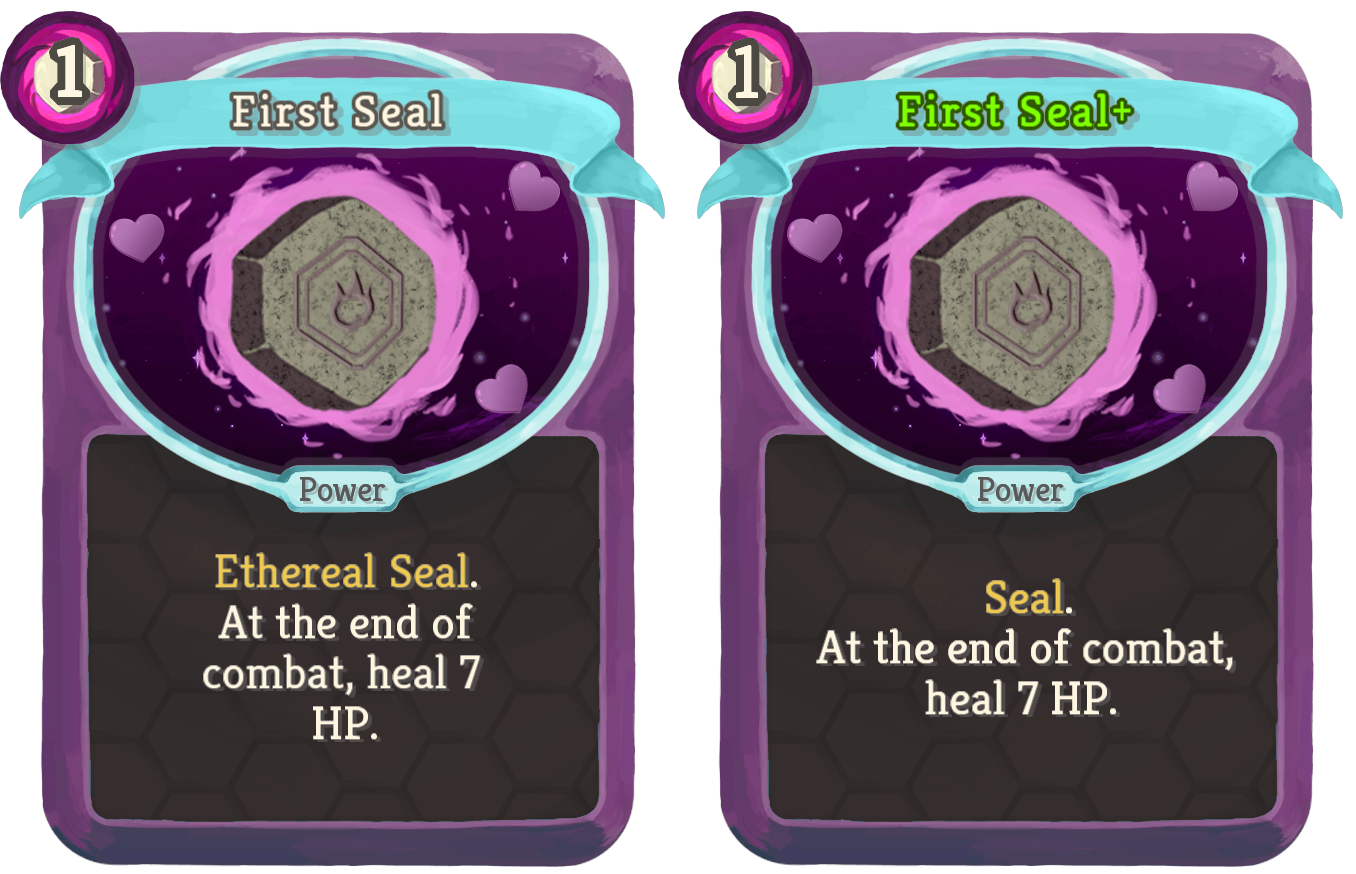 1
First Seal
Power
Ethereal Seal.
At the end of
combat, heal 7
HP.
1
First Seal+
Power
Seal.
At the end of combat,
heal 7 HP.